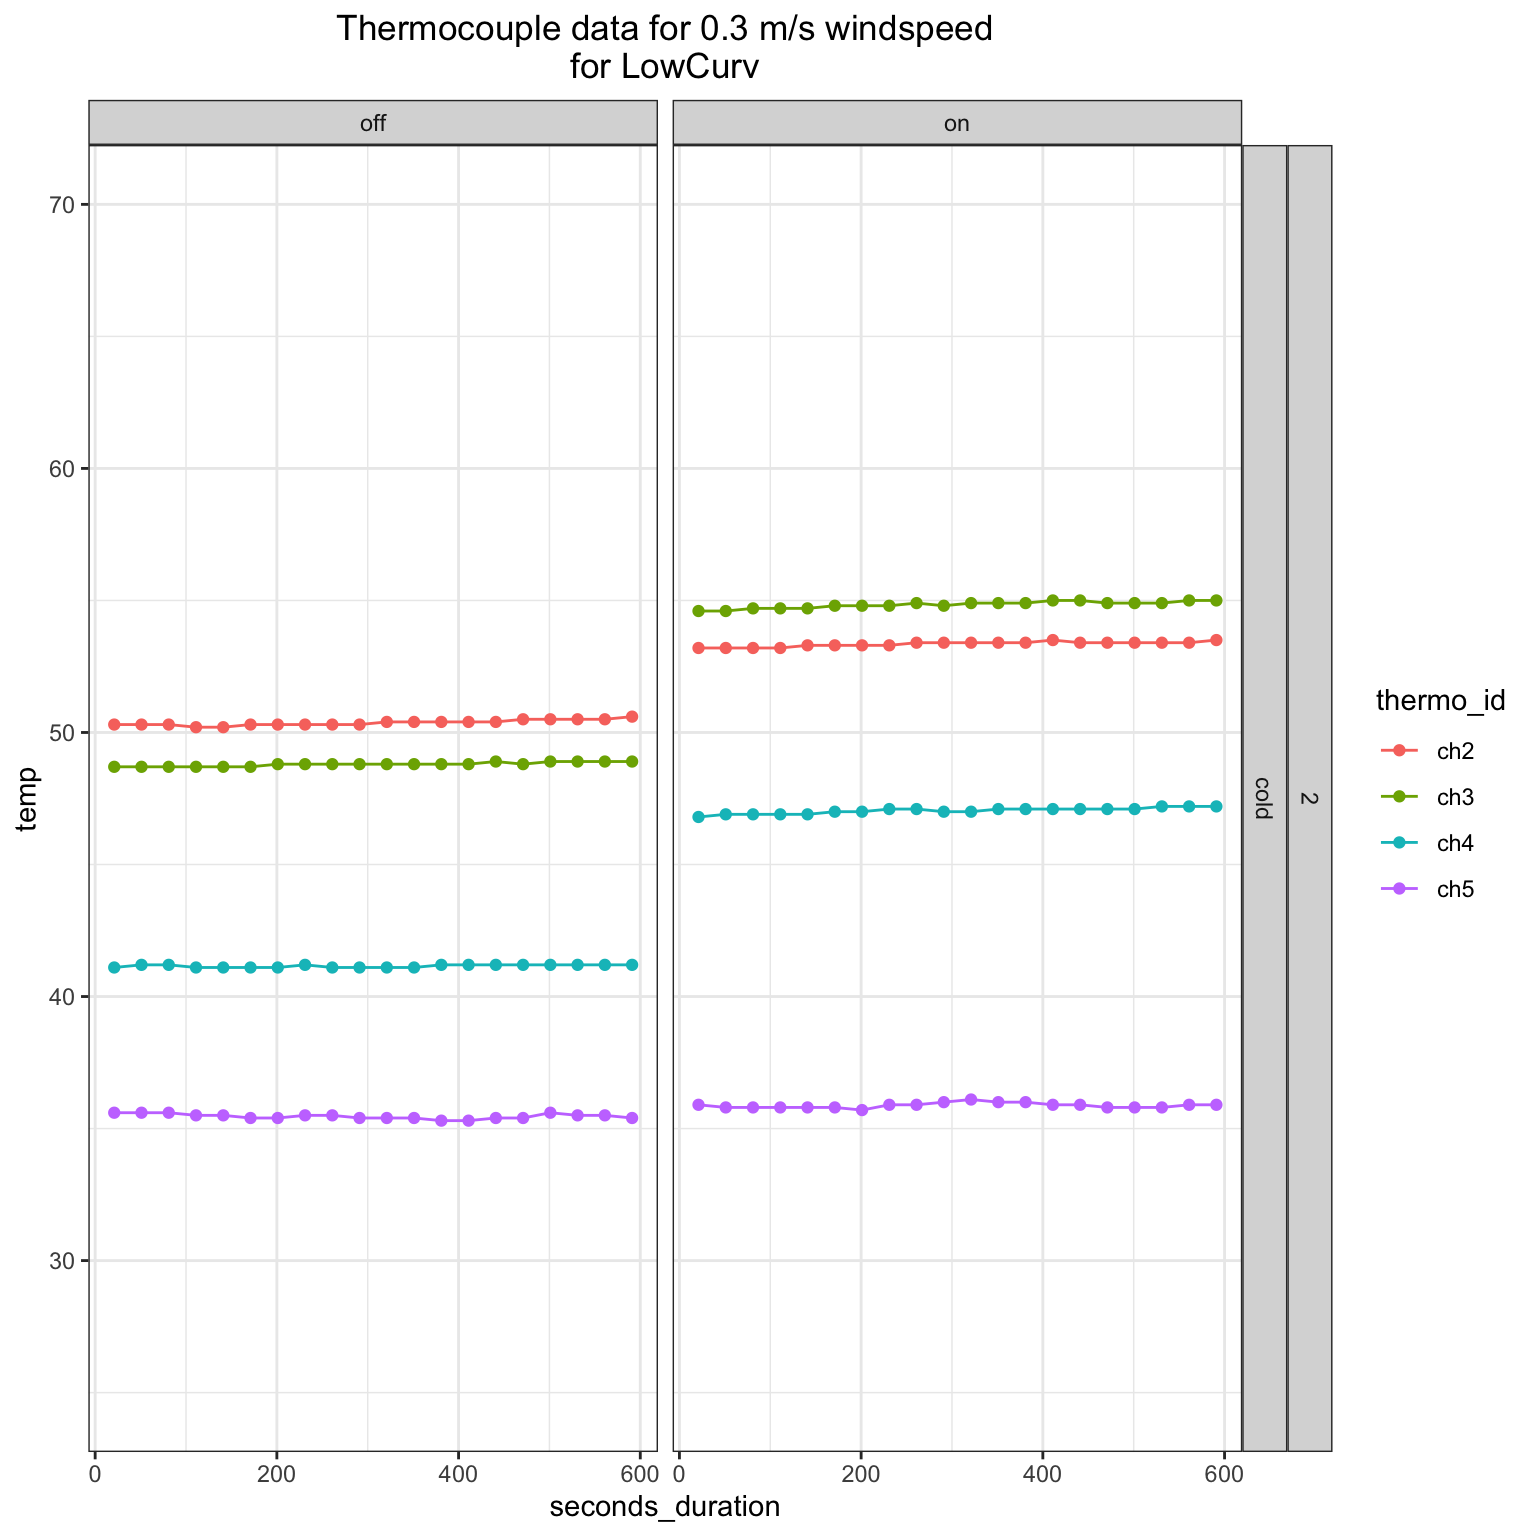 Thermocouple data for 0.3 m/s windspeed
for LowCurv
off
on
70
60
50
40
30
temp
cold
2
0
200
400
600
0
200
400
600
seconds_duration
thermo_id
ch2
ch3
ch4
ch5